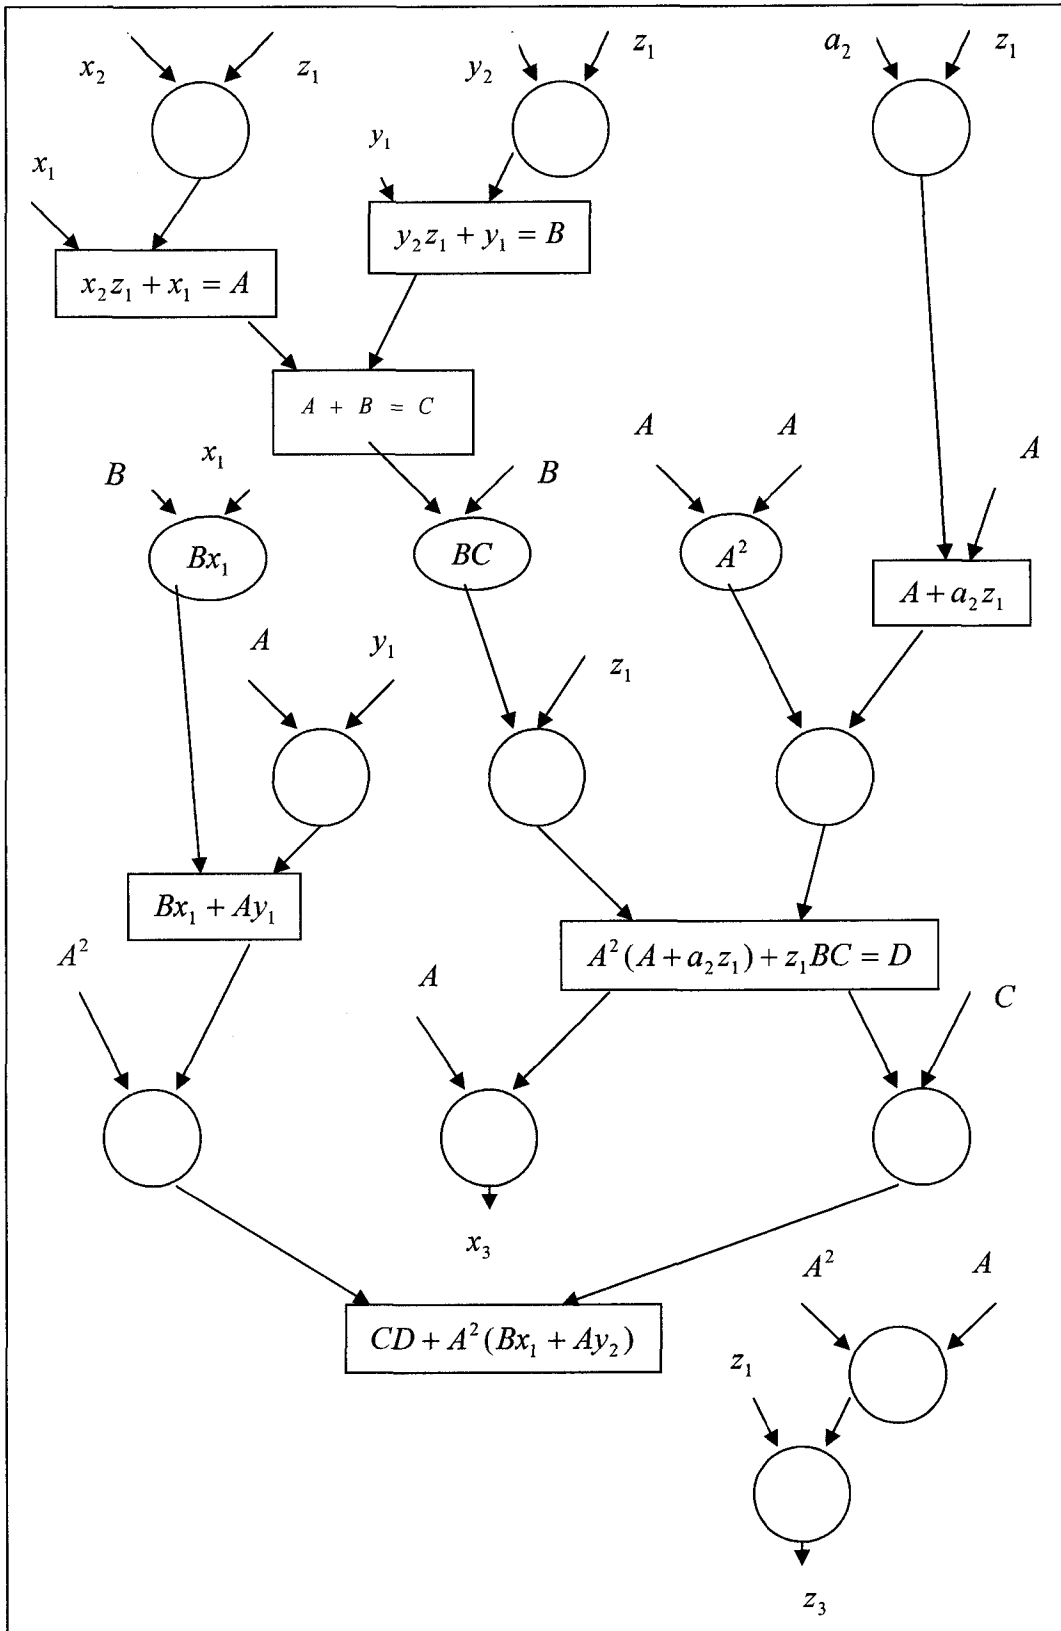 x₂ z₁ y₂ z₁ a₂ z₁
y₁
x₁
y₂z₁ + y₁ = B
x₂z₁ + x₁ = A
A + B = C
A A
B x₁ B A
Bx₁ BC A²
A + a₂z₁
A y₁ z₁
Bx₁ + Ay₁
A² A²(A + a₂z₁) + z₁BC = D
A C
x₃
A² A
CD + A²(Bx₁ + Ay₂)
z₁
z₃